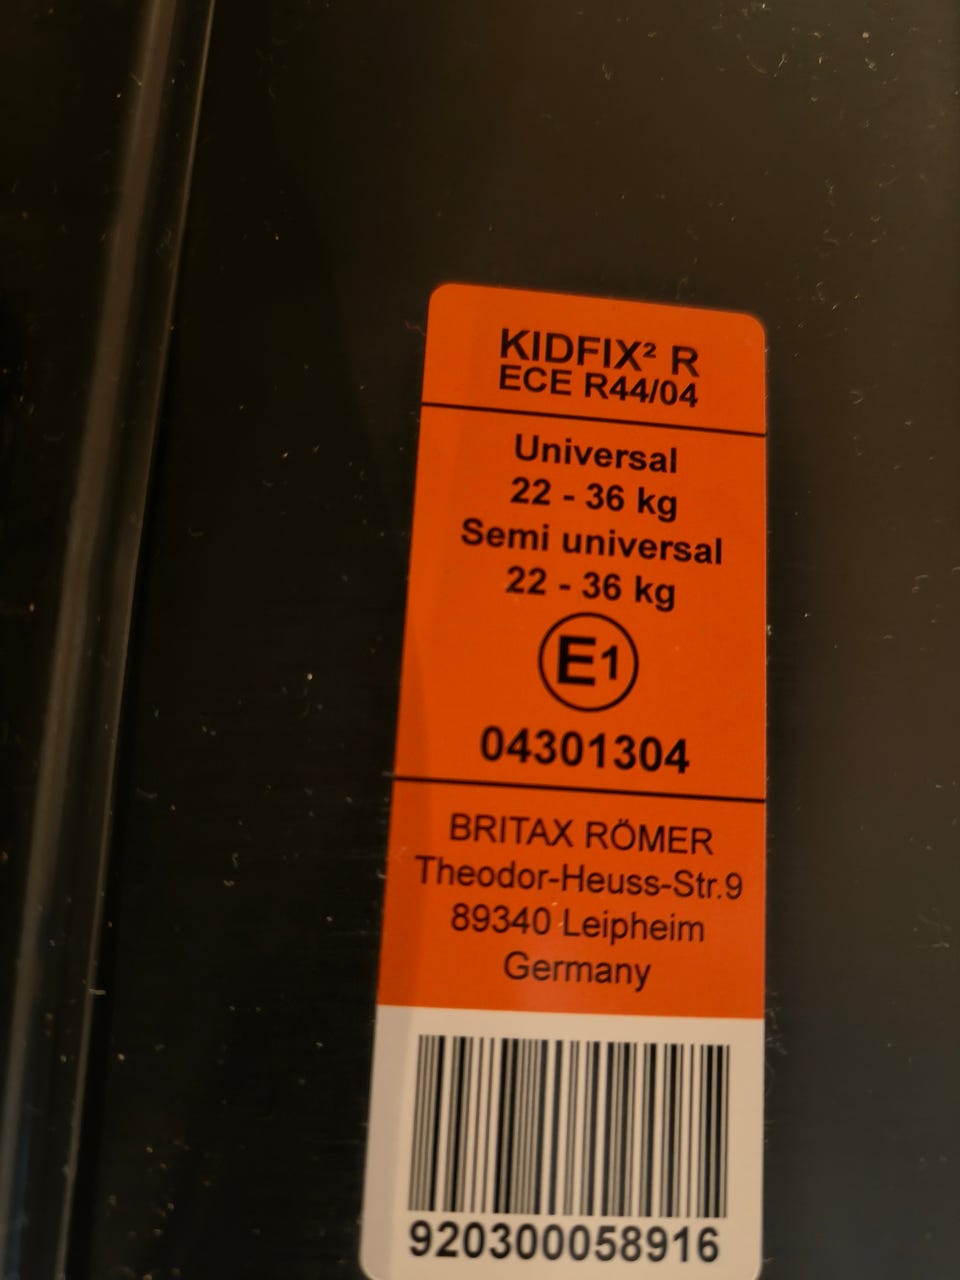 KIDFIX² R
ECE R44/04
Universal
22 - 36 kg
Semi universal
22 - 36 kg
E1
04301304
BRITAX RÖMER
Theodor-Heuss-Str.9
89340 Leipheim
Germany
920300058916